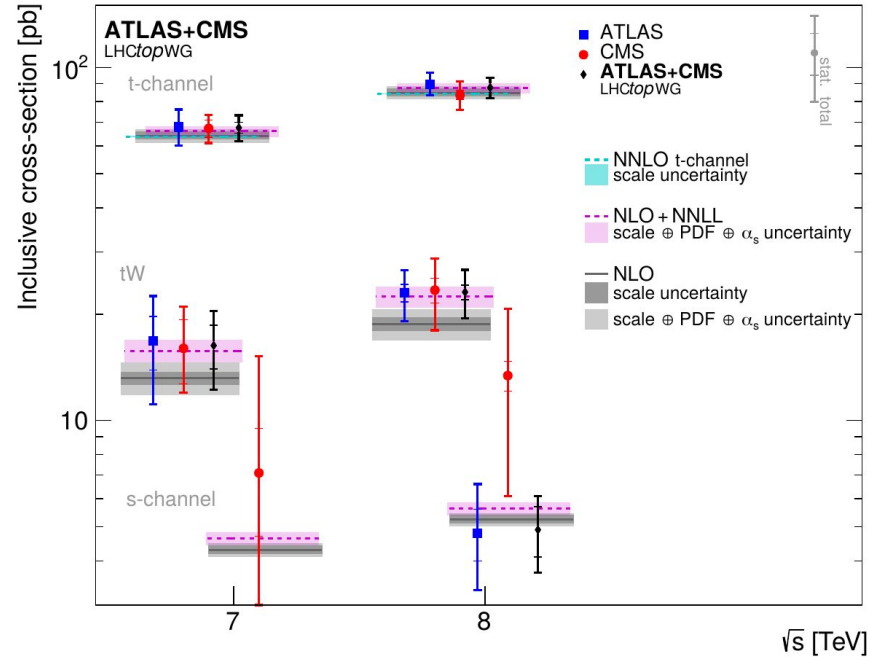 ATLAS+CMS
LHCtopWG
ATLAS
CMS
ATLAS+CMS
LHCtopWG
stat. total
Inclusive cross-section [pb]
10²
10
t-channel
tW
s-channel
NNLO t-channel
scale uncertainty
NLO + NNLL
scale ⊕ PDF ⊕ αₛ uncertainty
NLO
scale uncertainty
scale ⊕ PDF ⊕ αₛ uncertainty
7
8
√s [TeV]